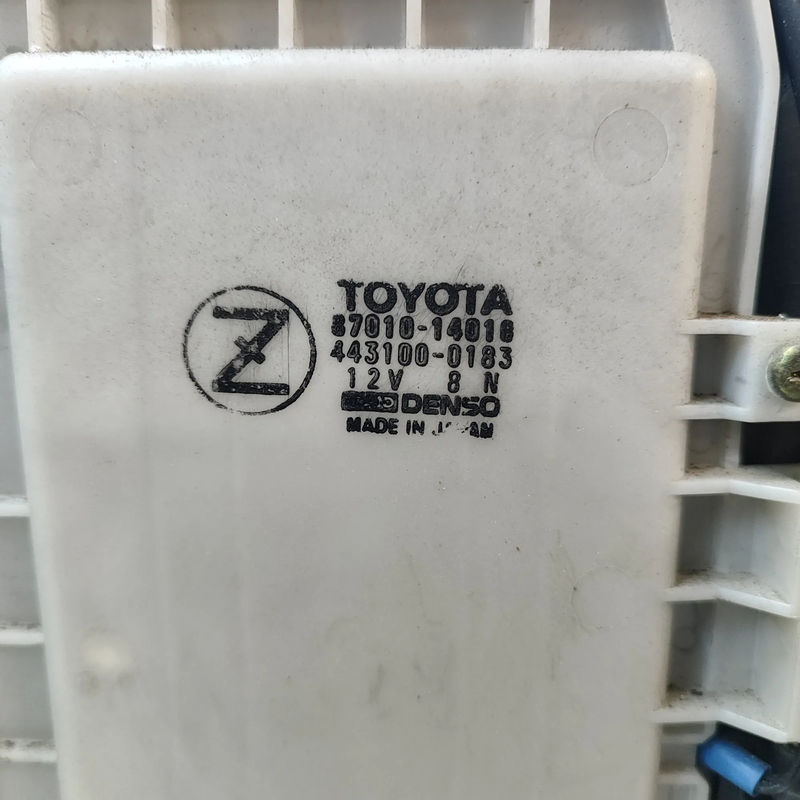 Z
TOYOTA
87010-14018
443100-0183
12V 8 N
DENSO
MADE IN JAPAN